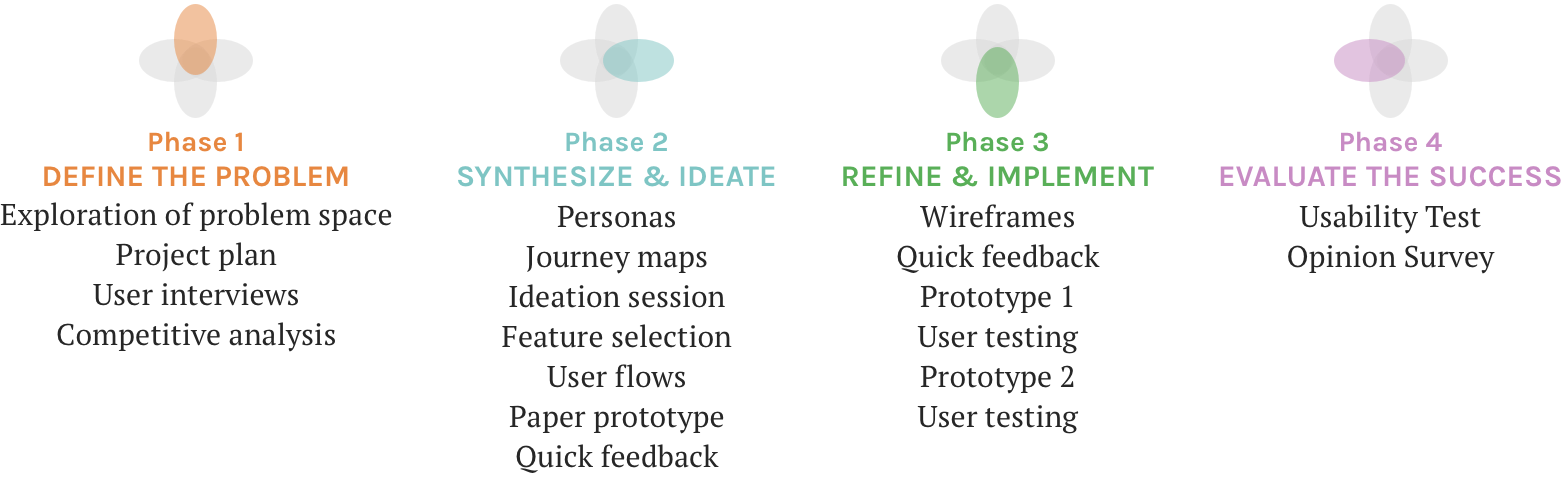 Phase 1
DEFINE THE PROBLEM
Exploration of problem space
Project plan
User interviews
Competitive analysis
Phase 2
SYNTHESIZE & IDEATE
Personas
Journey maps
Ideation session
Feature selection
User flows
Paper prototype
Quick feedback
Phase 3
REFINE & IMPLEMENT
Wireframes
Quick feedback
Prototype 1
User testing
Prototype 2
User testing
Phase 4
EVALUATE THE SUCCESS
Usability Test
Opinion Survey